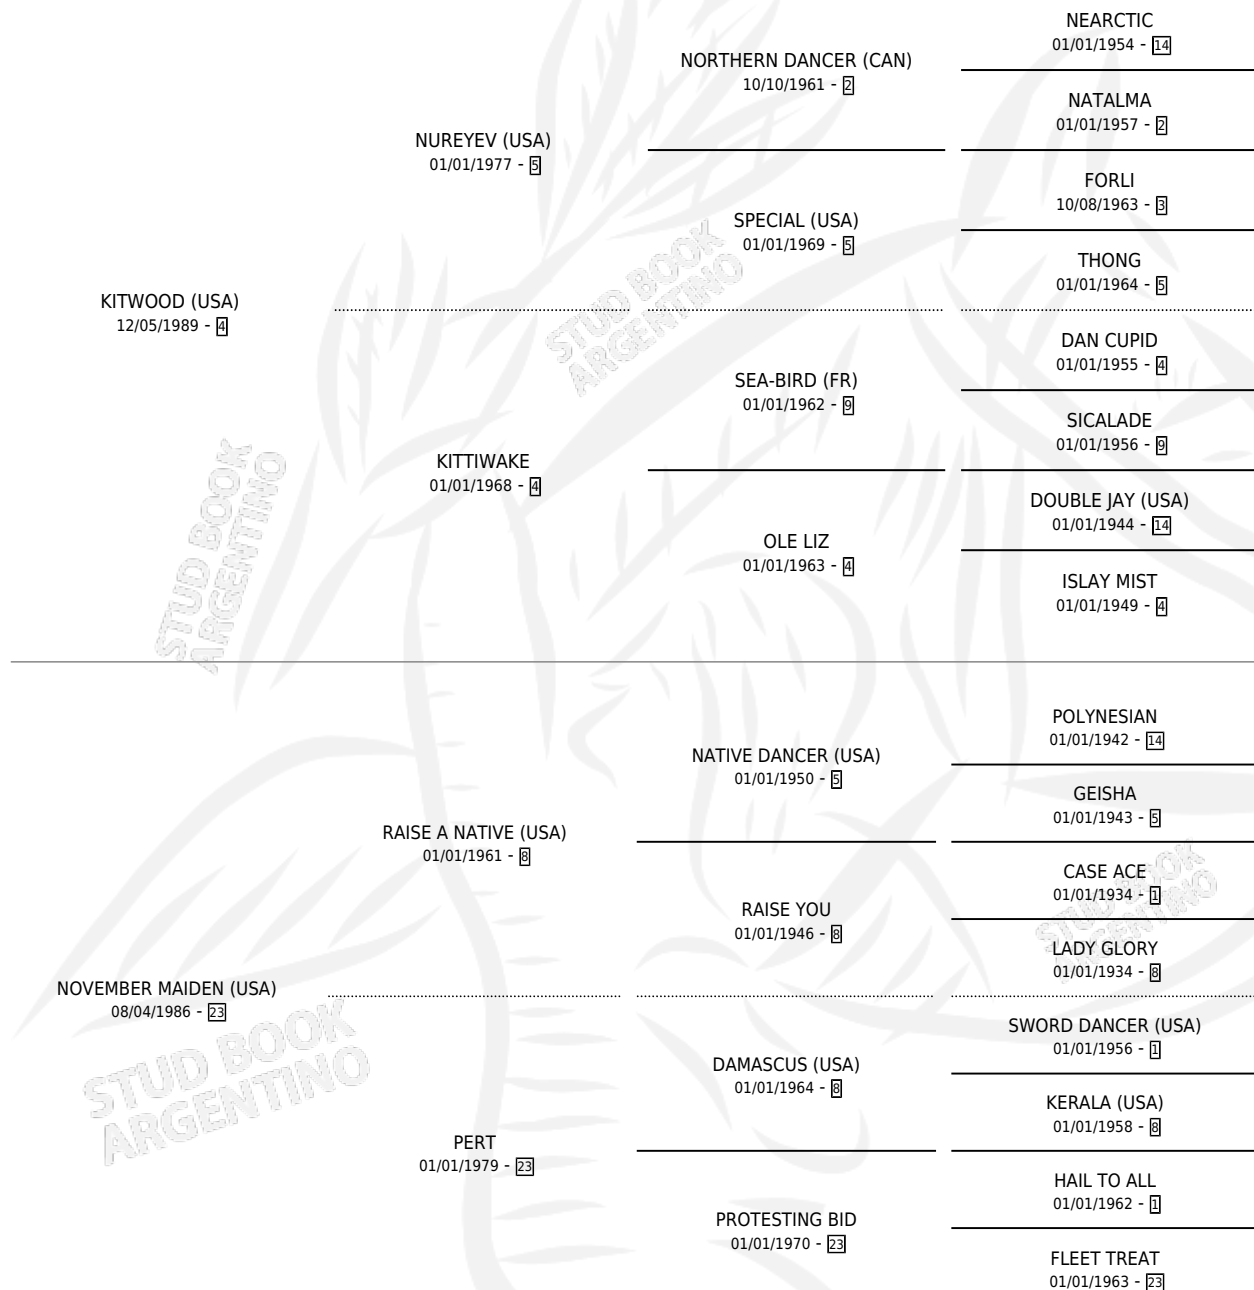 NEARCTIC
01/01/1954 - 14
NORTHERN DANCER (CAN)
10/10/1961 - 2
NATALMA
01/01/1957 - 2
NUREYEV (USA)
01/01/1977 - 5
FORLI
10/08/1963 - 3
SPECIAL (USA)
01/01/1969 - 5
THONG
01/01/1964 - 5
KITWOOD (USA)
12/05/1989 - 4
DAN CUPID
01/01/1955 - 4
SEA-BIRD (FR)
01/01/1962 - 9
SICALADE
01/01/1956 - 9
KITTIWAKE
01/01/1968 - 4
DOUBLE JAY (USA)
01/01/1944 - 14
OLE LIZ
01/01/1963 - 4
ISLAY MIST
01/01/1949 - 4
POLYNESIAN
01/01/1942 - 14
NATIVE DANCER (USA)
01/01/1950 - 5
GEISHA
01/01/1943 - 5
RAISE A NATIVE (USA)
01/01/1961 - 8
CASE ACE
01/01/1934 - 1
RAISE YOU
01/01/1946 - 8
LADY GLORY
01/01/1934 - 8
NOVEMBER MAIDEN (USA)
08/04/1986 - 23
SWORD DANCER (USA)
01/01/1956 - 1
DAMASCUS (USA)
01/01/1964 - 8
KERALA (USA)
01/01/1958 - 8
PERT
01/01/1979 - 23
HAIL TO ALL
01/01/1962 - 1
PROTESTING BID
01/01/1970 - 23
FLEET TREAT
01/01/1963 - 23
STUD BOOK
ARGENTINO
STUD BOOK
ARGENTINO
STUD BOOK
ARGENTINO
STUD BOOK
ARGENTINO